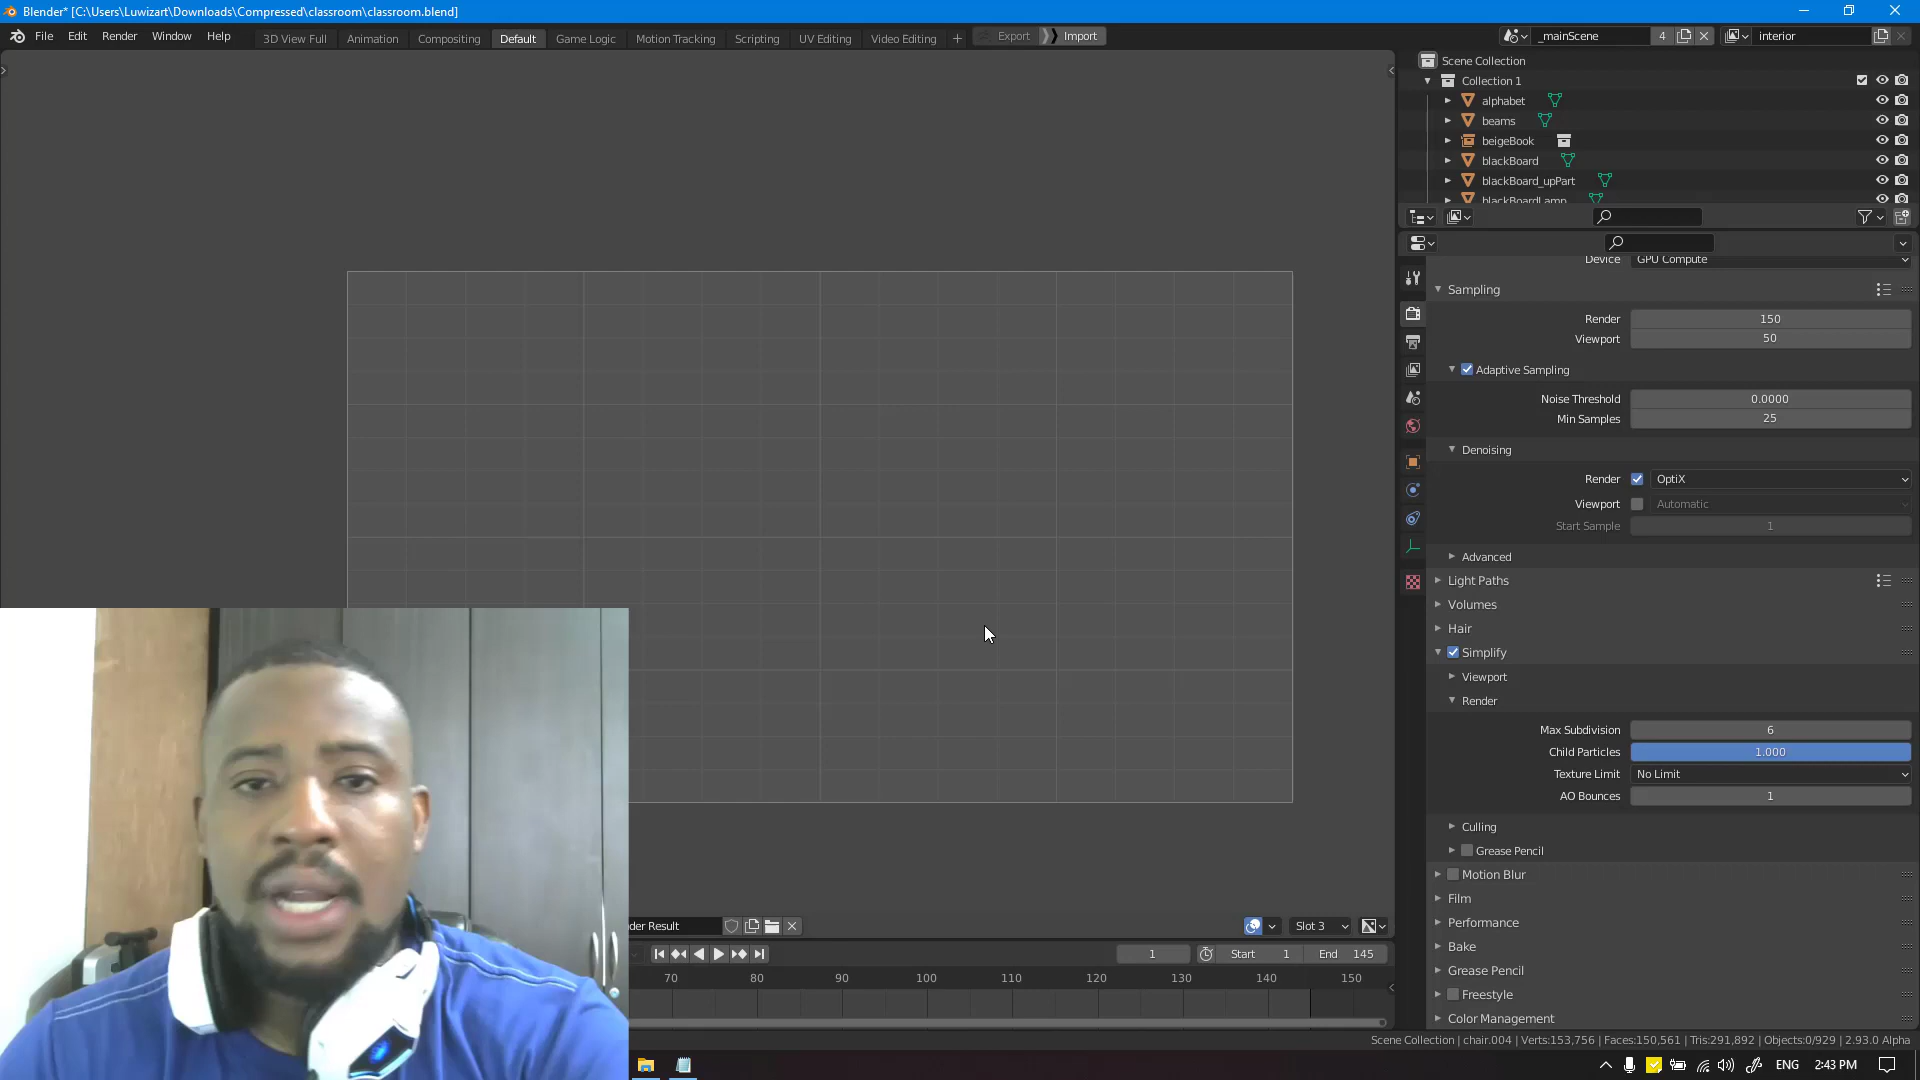 Blender* [C:\Users\Luwizart\Downloads\Compressed\classroom\classroom.blend]
File Edit Render Window Help 3D View Full Animation Compositing Default Game Logic Motion Tracking Scripting UV Editing Video Editing + Export Import _mainScene 4 interior
Scene Collection
Collection 1
alphabet
beams
beigeBook
blackBoard
blackBoard_upPart
blackBoardLamp
Device GPU Compute
Sampling
Render 150
Viewport 50
Adaptive Sampling
Noise Threshold 0.0000
Min Samples 25
Denoising
Render OptiX
Viewport Automatic
Start Sample 1
Advanced
Light Paths
Volumes
Hair
Simplify
Viewport
Render
Max Subdivision 6
Child Particles 1.000
Texture Limit No Limit
AO Bounces 1
Culling
Grease Pencil
Motion Blur
Film
Performance
Bake
Grease Pencil
Freestyle
Color Management
der Result Slot 3
1 Start 1 End 145
70 80 90 100 110 120 130 140 150
Scene Collection | chair.004 | Verts:153,756 | Faces:150,561 | Tris:291,892 | Objects:0/929 | 2.93.0 Alpha
ENG 2:43 PM